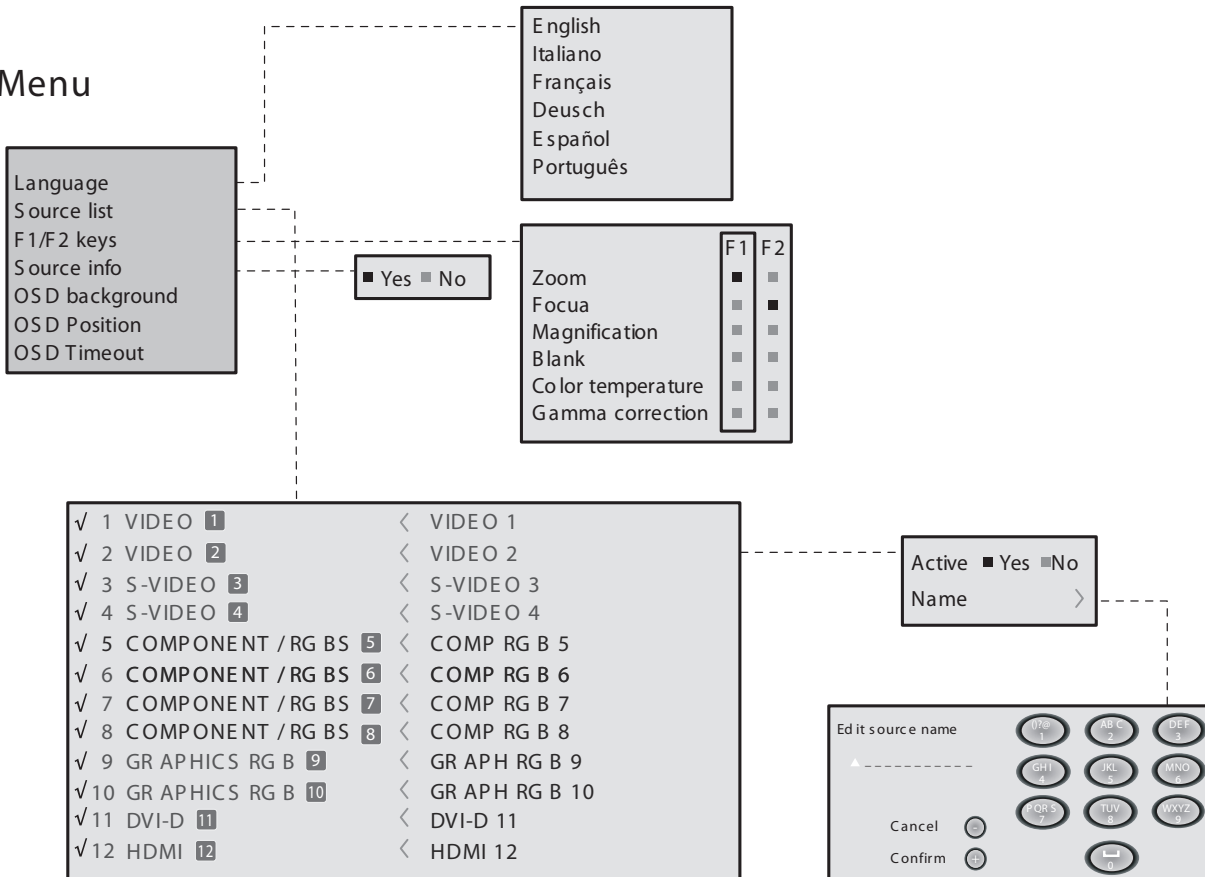 Menu
English
Italiano
Français
Deusch
Español
Português
Language
Source list
F1/F2 keys
Source info
OSD background
OSD Position
OSD Timeout
Yes No
F1 F2
Zoom
Focua
Magnification
Blank
Color temperature
Gamma correction
√ 1 VIDEO 1 < VIDEO 1
√ 2 VIDEO 2 < VIDEO 2
√ 3 S-VIDEO 3 < S-VIDEO 3
√ 4 S-VIDEO 4 < S-VIDEO 4
√ 5 COMPONENT / RGBS 5 < COMP RGB 5
√ 6 COMPONENT / RGBS 6 < COMP RGB 6
√ 7 COMPONENT / RGBS 7 < COMP RGB 7
√ 8 COMPONENT / RGBS 8 < COMP RGB 8
√ 9 GRAPHICS RGB 9 < GRAPH RGB 9
√ 10 GRAPHICS RGB 10 < GRAPH RGB 10
√ 11 DVI-D 11 < DVI-D 11
√ 12 HDMI 12 < HDMI 12
Active Yes No
Name >
Edit source name
()?@ 1 ABC 2 DEF 3
GHI 4 JKL 5 MNO 6
PQRS 7 TUV 8 WXYZ 9
Cancel -
Confirm + 0